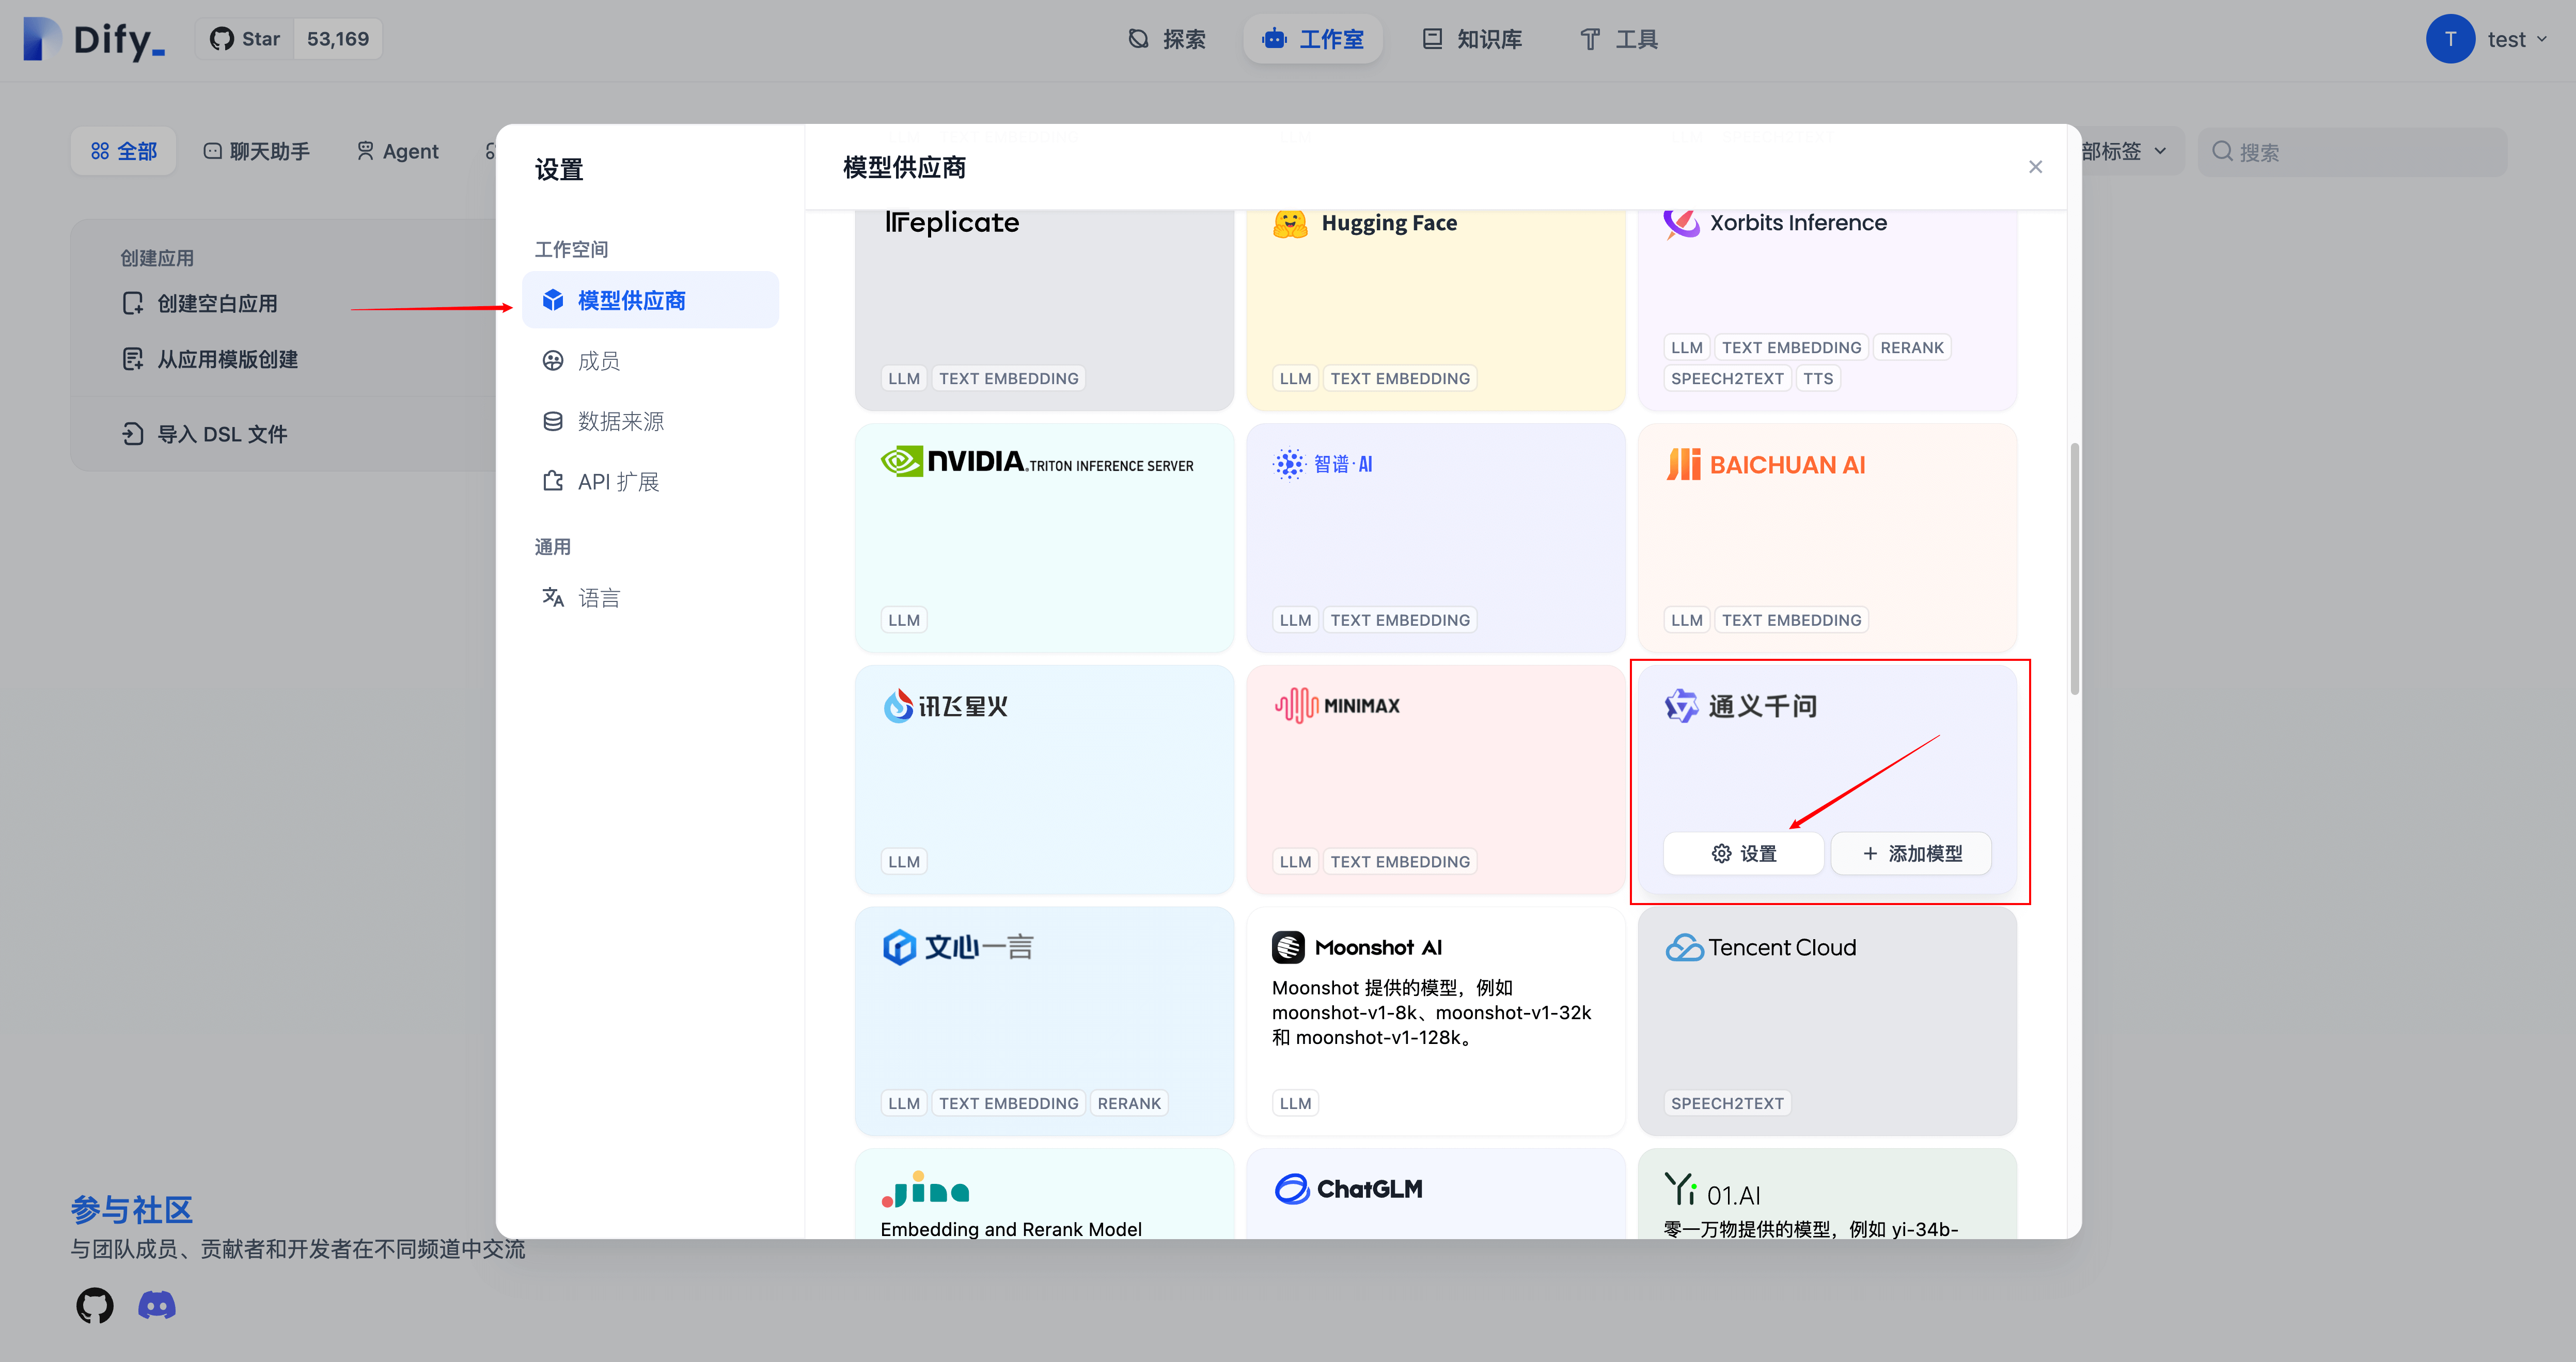 Dify_
Star 53,169
探索
工作室
知识库
工具
T test
全部
聊天助手
Agent
部标签
搜索
创建应用
创建空白应用
从应用模版创建
导入 DSL 文件
参与社区
与团队成员、贡献者和开发者在不同频道中交流
设置
工作空间
模型供应商
成员
数据来源
API 扩展
通用
语言
模型供应商
Replicate
LLM TEXT EMBEDDING
Hugging Face
LLM TEXT EMBEDDING
Xorbits Inference
LLM TEXT EMBEDDING RERANK
SPEECH2TEXT TTS
NVIDIA. TRITON INFERENCE SERVER
LLM
智谱·AI
LLM TEXT EMBEDDING
BAICHUAN AI
LLM TEXT EMBEDDING
讯飞星火
LLM
MINIMAX
LLM TEXT EMBEDDING
通义千问
设置
添加模型
文心一言
LLM TEXT EMBEDDING RERANK
Moonshot AI
Moonshot 提供的模型，例如
moonshot-v1-8k、moonshot-v1-32k
和 moonshot-v1-128k。
LLM
Tencent Cloud
SPEECH2TEXT
Jina
Embedding and Rerank Model
ChatGLM
Yi 01.AI
零一万物提供的模型，例如 yi-34b-